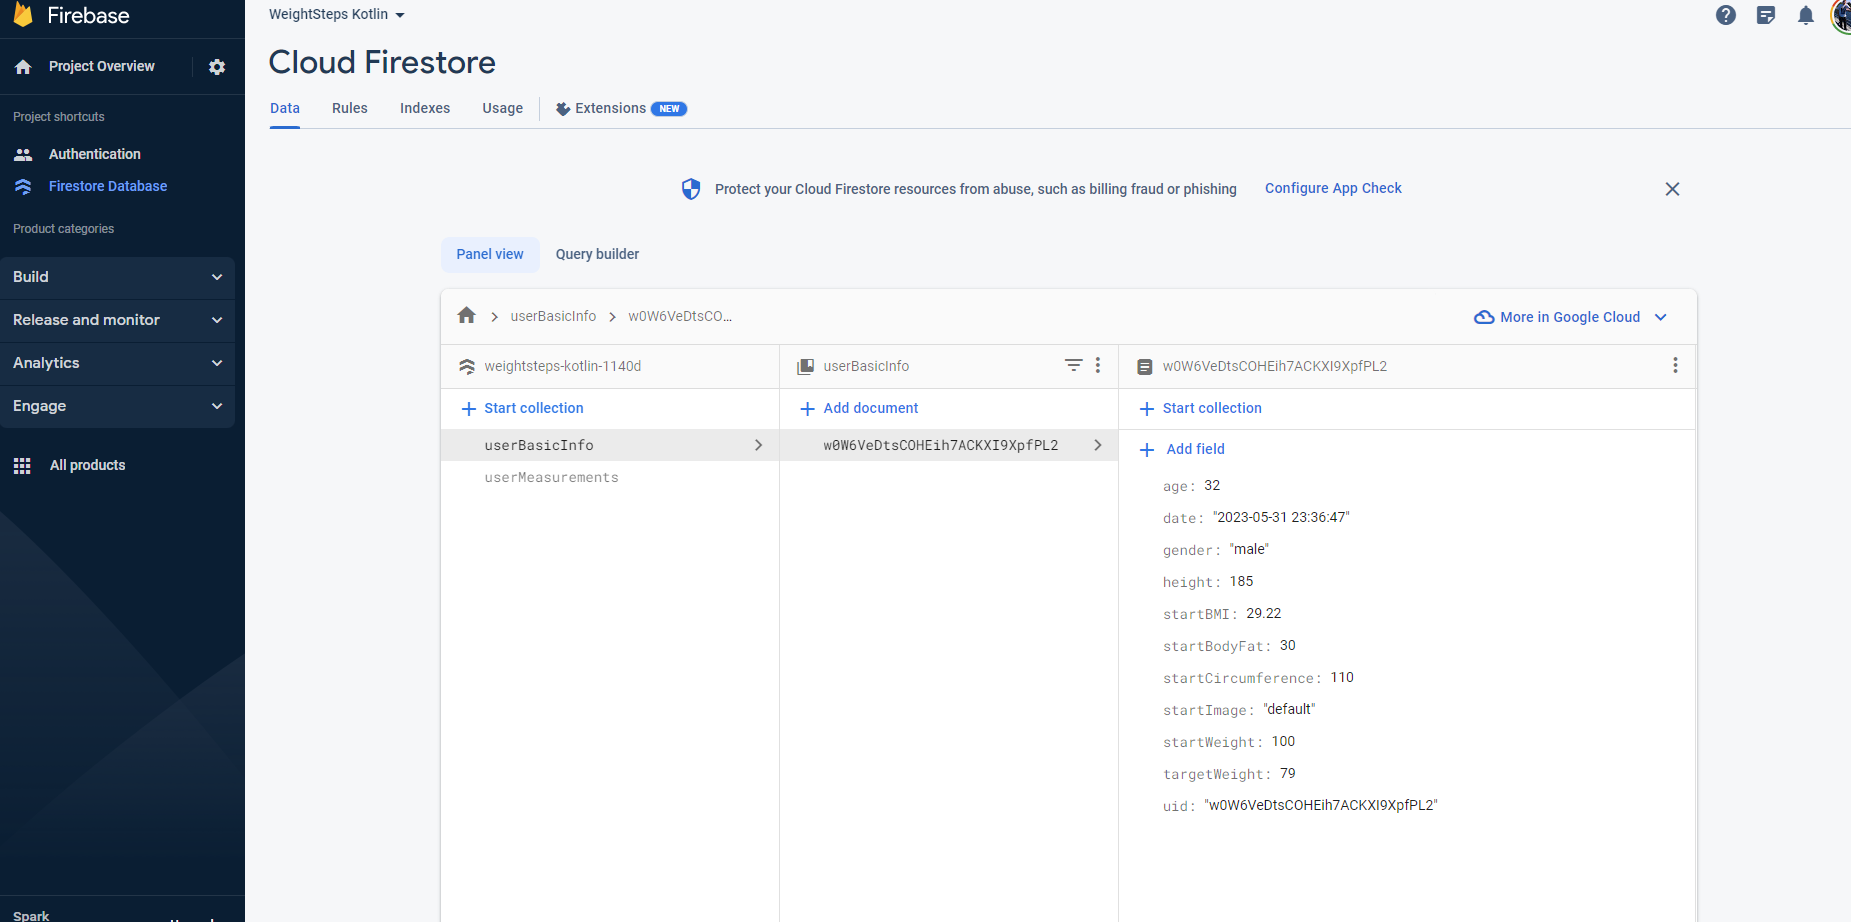 Firebase
Project Overview
Project shortcuts
Authentication
Firestore Database
Product categories
Build
Release and monitor
Analytics
Engage
All products
Spark
WeightSteps Kotlin
Cloud Firestore
Data Rules Indexes Usage Extensions NEW
Protect your Cloud Firestore resources from abuse, such as billing fraud or phishing Configure App Check
Panel view Query builder
userBasicInfo w0W6VeDtsCO... More in Google Cloud
weightsteps-kotlin-1140d userBasicInfo w0W6VeDtsCOHEih7ACKXI9XpfPL2
Start collection Add document Start collection
userBasicInfo w0W6VeDtsCOHEih7ACKXI9XpfPL2 Add field
userMeasurements
age: 32
date: "2023-05-31 23:36:47"
gender: "male"
height: 185
startBMI: 29.22
startBodyFat: 30
startCircumference: 110
startImage: "default"
startWeight: 100
targetWeight: 79
uid: "w0W6VeDtsCOHEih7ACKXI9XpfPL2"